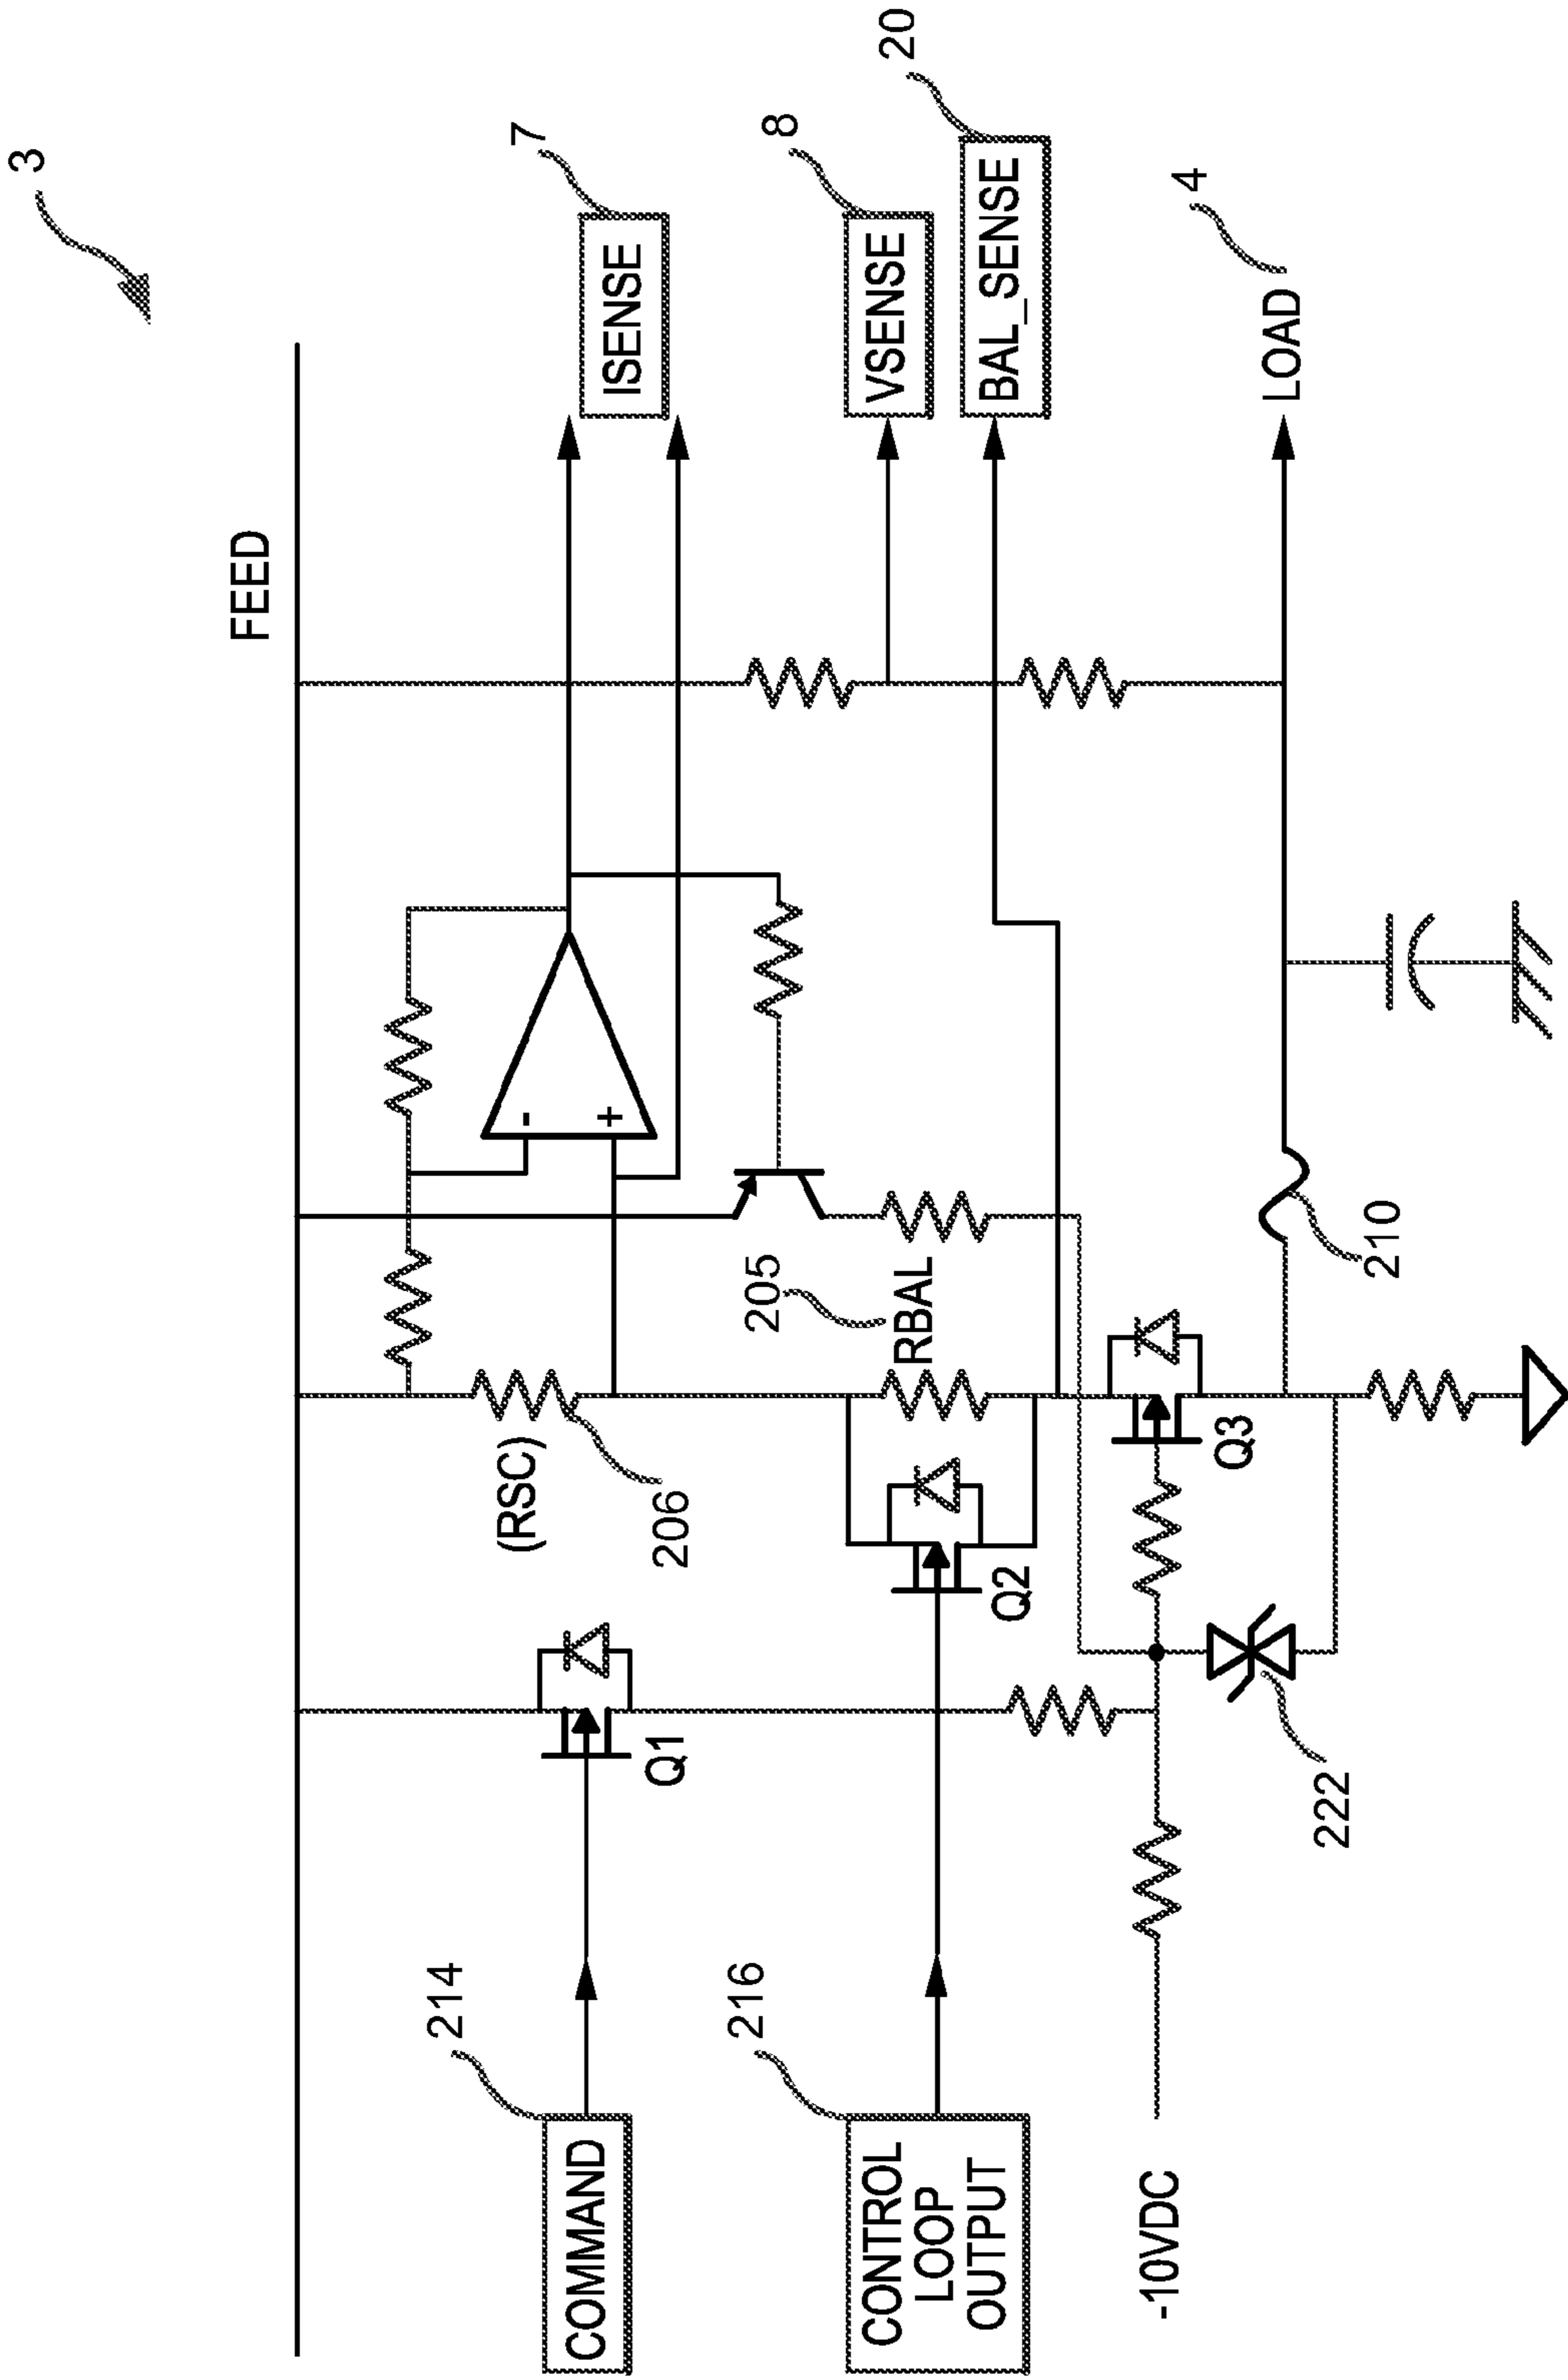 3
FEED
7
ISENSE
8
VSENSE
20
BAL_SENSE
4
LOAD
-
+
205
RBAL
(RSC)
206
210
Q1
Q2
Q3
222
214
COMMAND
216
CONTROL
LOOP
OUTPUT
-10VDC